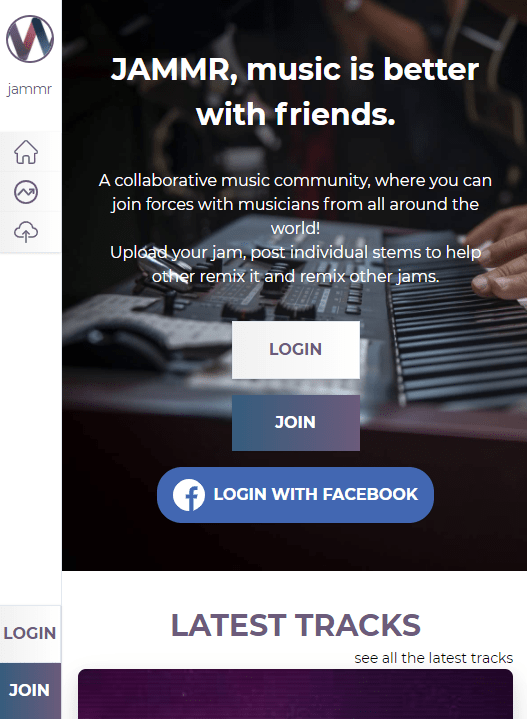 jammr
JAMMR, music is better
with friends.
A collaborative music community, where you can
join forces with musicians from all around the
world!
Upload your jam, post individual stems to help
other remix it and remix other jams.
LOGIN
JOIN
LOGIN WITH FACEBOOK
LATEST TRACKS
see all the latest tracks
LOGIN
JOIN